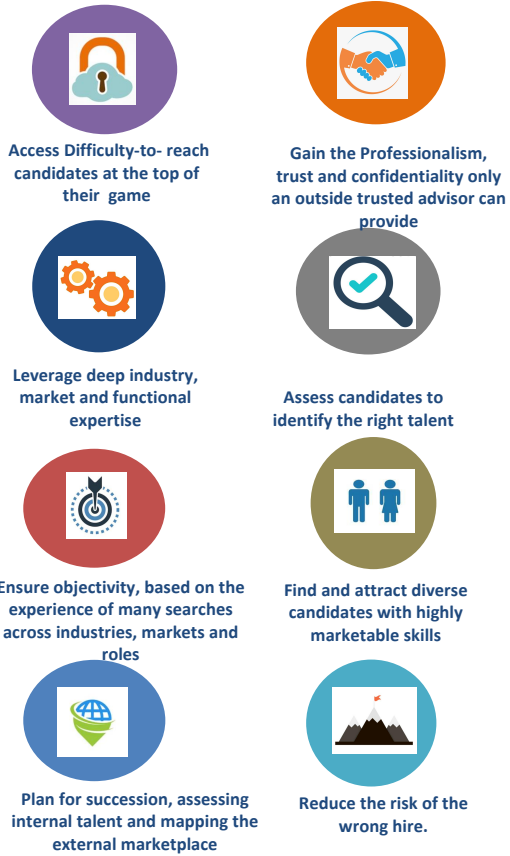 Access Difficulty-to- reach
candidates at the top of
their game
Gain the Professionalism,
trust and confidentiality only
an outside trusted advisor can
provide
Leverage deep industry,
market and functional
expertise
Assess candidates to
identify the right talent
Ensure objectivity, based on the
experience of many searches
across industries, markets and
roles
Find and attract diverse
candidates with highly
marketable skills
Plan for succession, assessing
internal talent and mapping the
external marketplace
Reduce the risk of the
wrong hire.